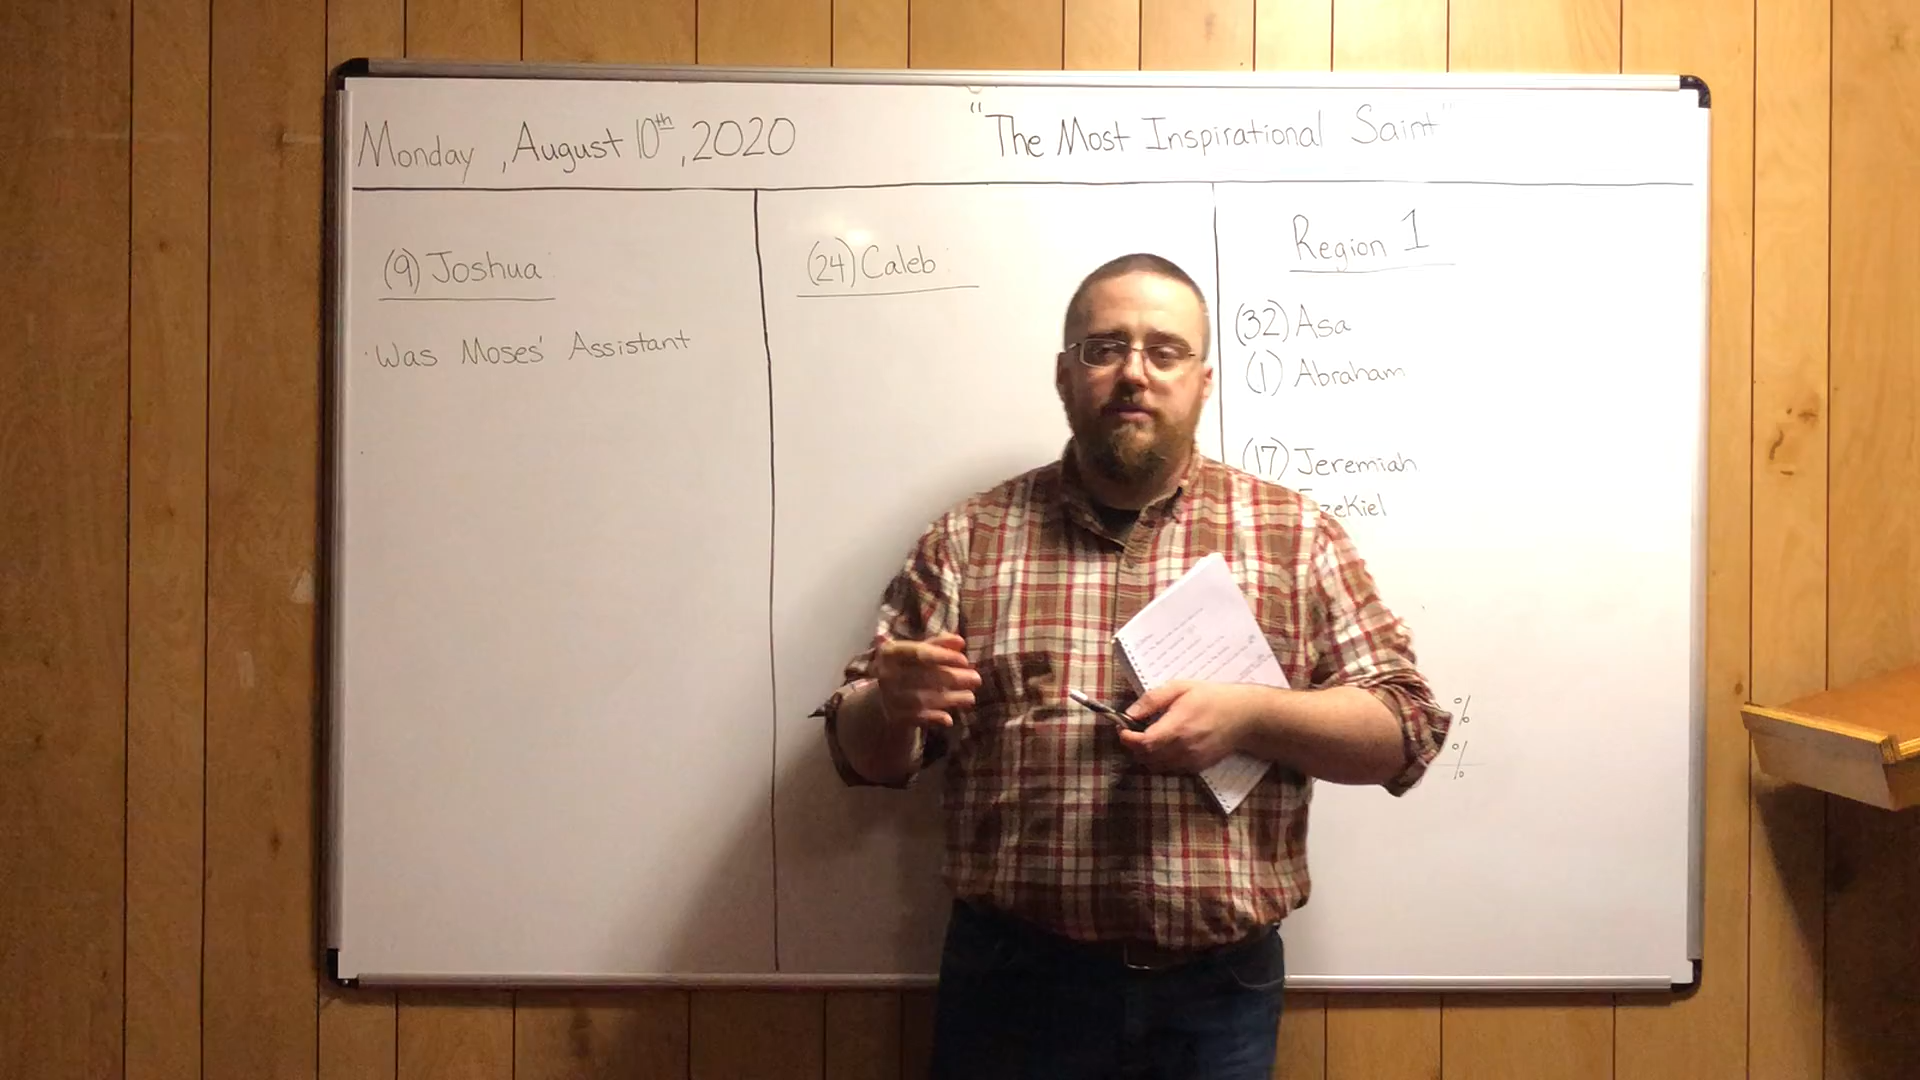 Monday, August 10th, 2020
"The Most Inspirational Saint"
(9) Joshua:
· Was Moses' Assistant
(24) Caleb:
Region 1
(32) Asa
(1) Abraham
(17) Jeremiah
zekiel
%
%